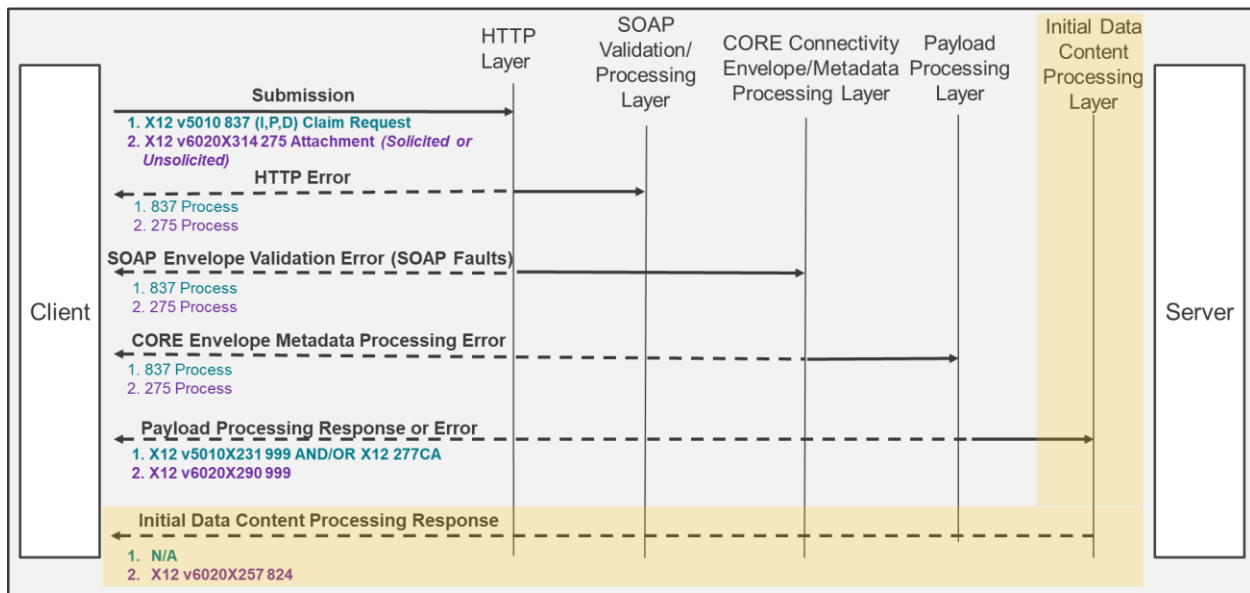 HTTP
Layer
SOAP
Validation/
Processing
Layer
CORE Connectivity
Envelope/Metadata
Processing Layer
Payload
Processing
Layer
Initial Data
Content
Processing
Layer
Client
Server
Submission
1. X12 v5010 837 (I,P,D) Claim Request
2. X12 v6020X314 275 Attachment (Solicited or
Unsolicited)
HTTP Error
1. 837 Process
2. 275 Process
SOAP Envelope Validation Error (SOAP Faults)
1. 837 Process
2. 275 Process
CORE Envelope Metadata Processing Error
1. 837 Process
2. 275 Process
Payload Processing Response or Error
1. X12 v5010X231 999 AND/OR X12 277CA
2. X12 v6020X290 999
Initial Data Content Processing Response
1. N/A
2. X12 v6020X257 824